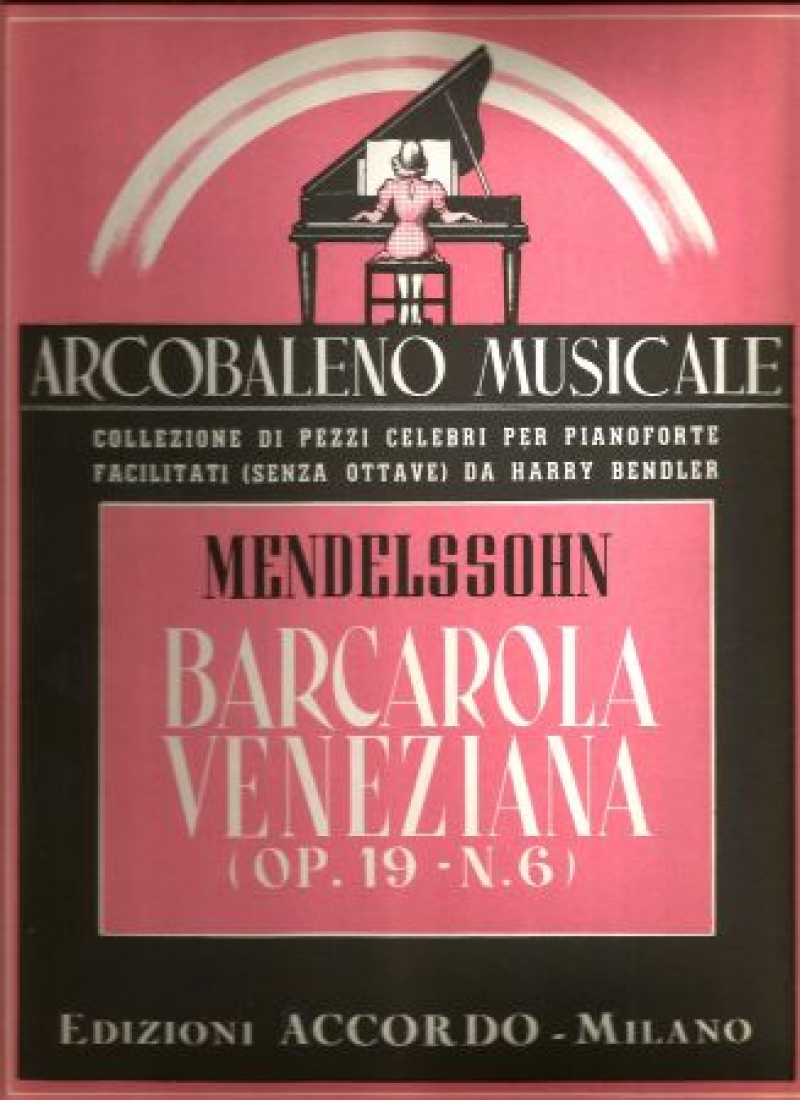 ARCOBALENO MUSICALE
COLLEZIONE DI PEZZI CELEBRI PER PIANOFORTE
FACILITATI (SENZA OTTAVE) DA HARRY BENDLER
MENDELSSOHN
BARCAROLA
VENEZIANA
(OP. 19 - N. 6)
EDIZIONI ACCORDO - MILANO